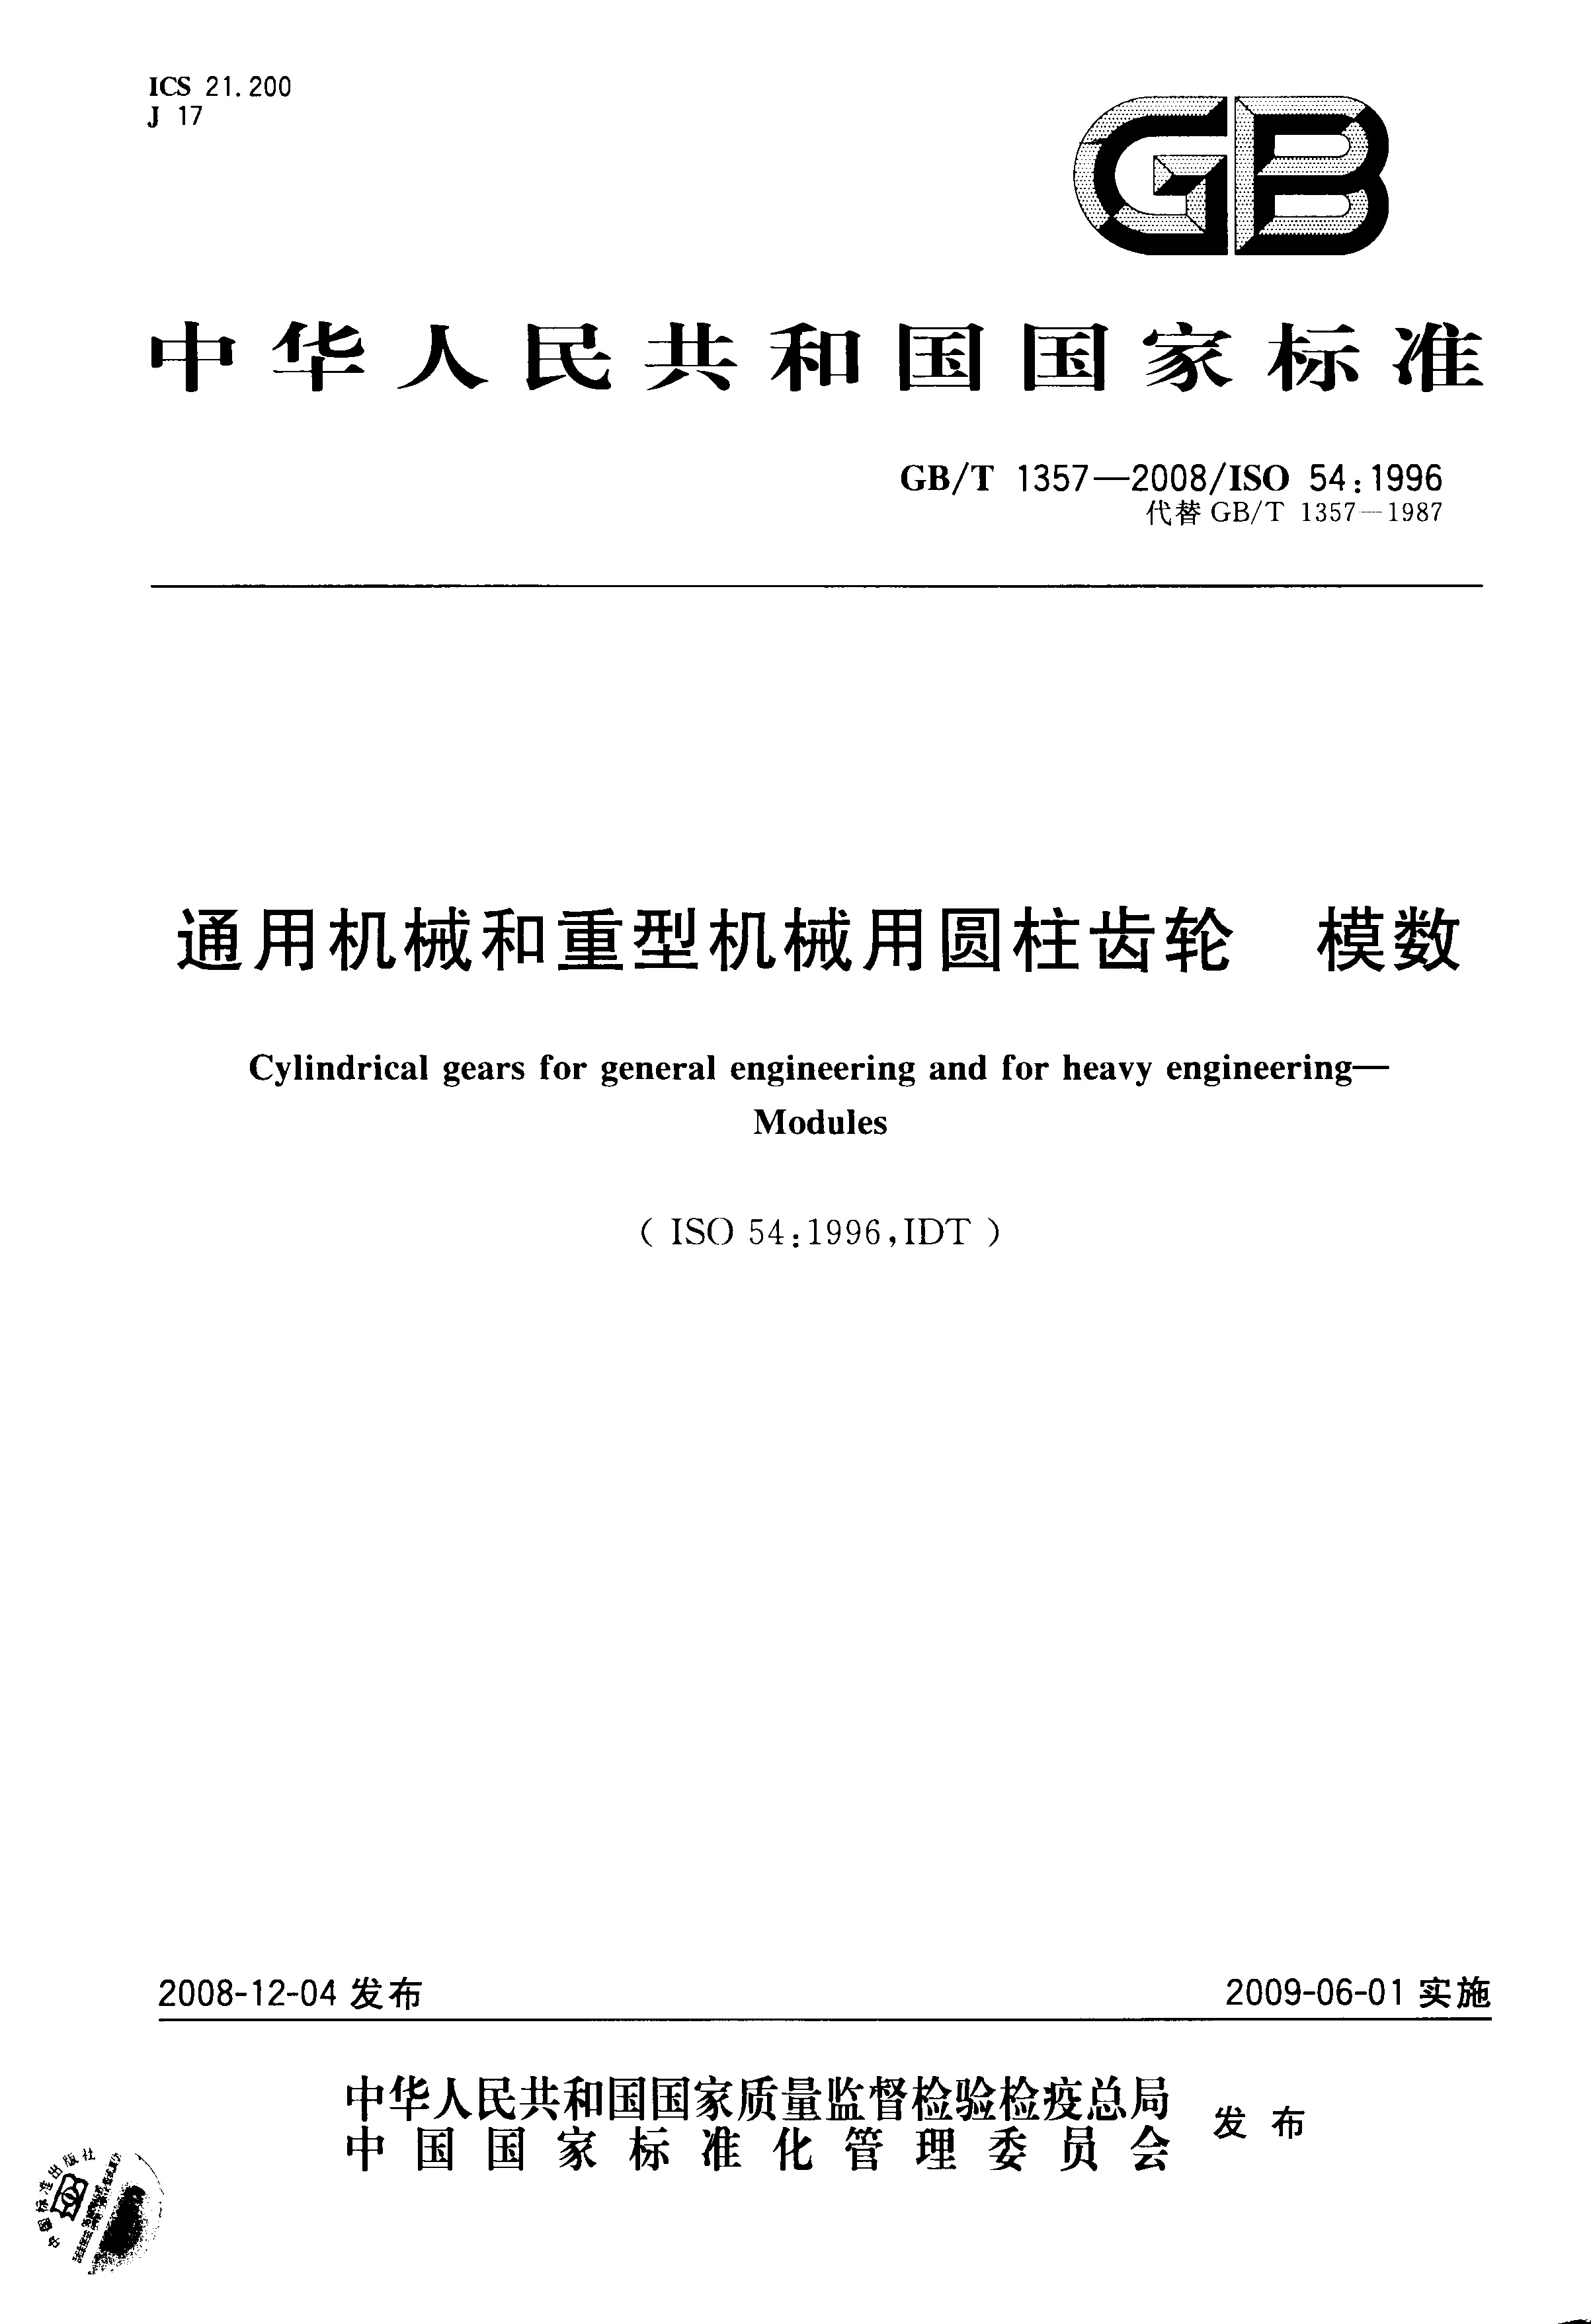 ICS 21.200
J 17
GB
中华人民共和国国家标准
GB/T 1357—2008/ISO 54:1996
代替 GB/T 1357—1987
通用机械和重型机械用圆柱齿轮 模数
Cylindrical gears for general engineering and for heavy engineering—
Modules
( ISO 54:1996,IDT )
2008-12-04 发布
2009-06-01 实施
中华人民共和国国家质量监督检验检疫总局
中国国家标准化管理委员会
发布
中国标准出版社